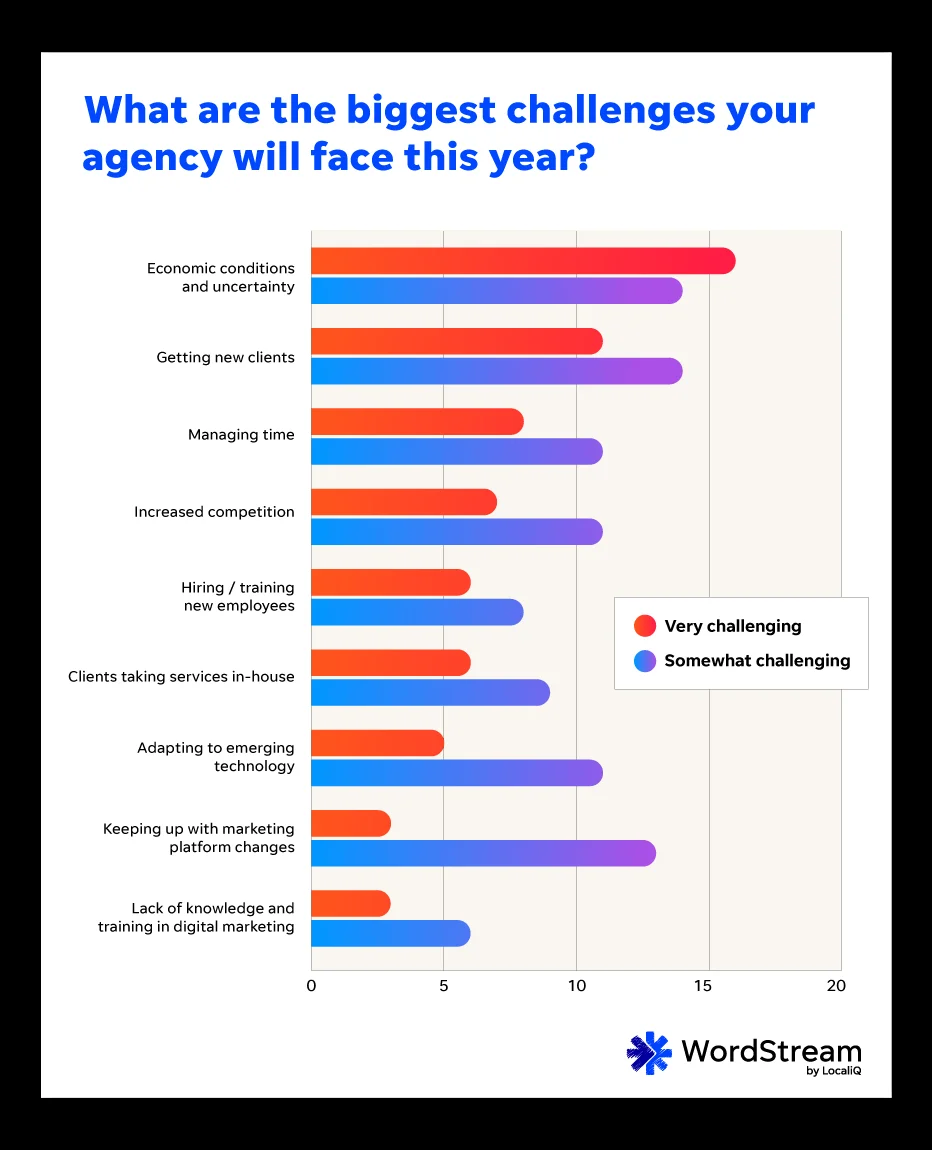 What are the biggest challenges your
agency will face this year?
Economic conditions
and uncertainty
Getting new clients
Managing time
Increased competition
Hiring / training
new employees
Clients taking services in-house
Adapting to emerging
technology
Keeping up with marketing
platform changes
Lack of knowledge and
training in digital marketing
Very challenging
Somewhat challenging
0 5 10 15 20
WordStream
by LocaliQ